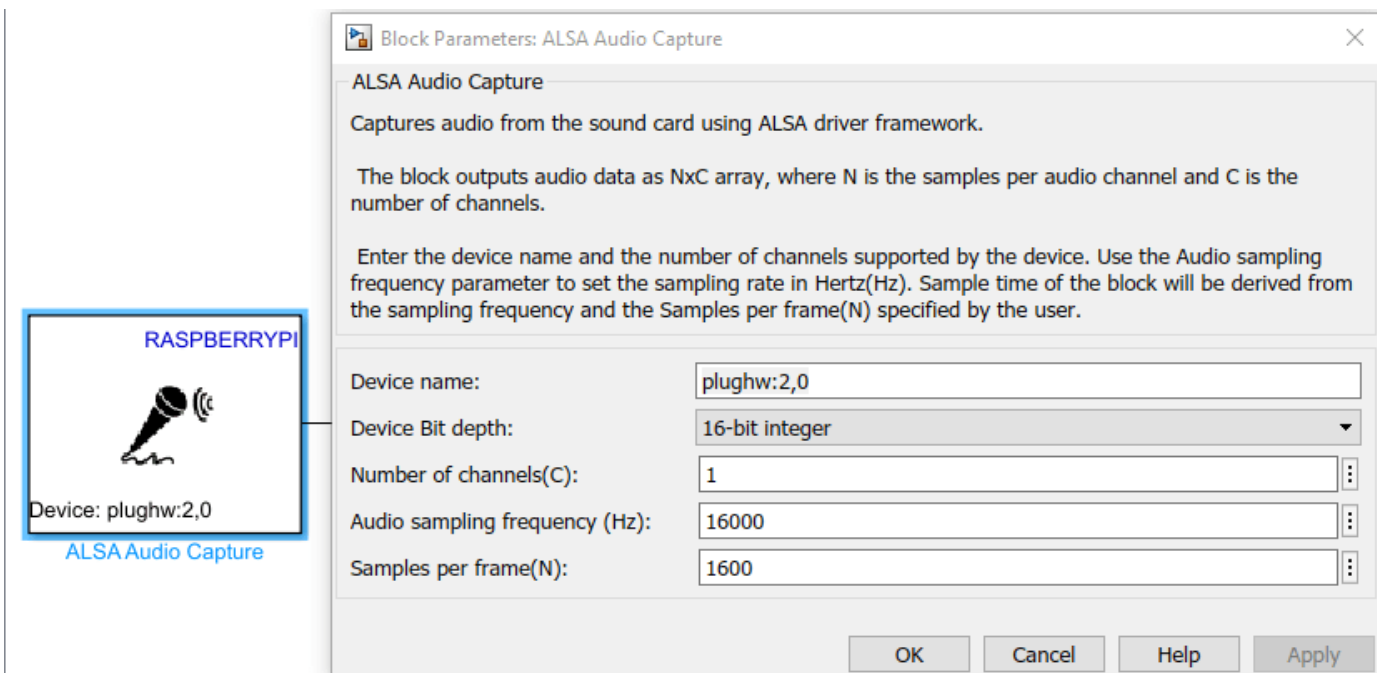 Block Parameters: ALSA Audio Capture
ALSA Audio Capture
Captures audio from the sound card using ALSA driver framework.
The block outputs audio data as NxC array, where N is the samples per audio channel and C is the
number of channels.
Enter the device name and the number of channels supported by the device. Use the Audio sampling
frequency parameter to set the sampling rate in Hertz(Hz). Sample time of the block will be derived from
the sampling frequency and the Samples per frame(N) specified by the user.
RASPBERRYPI
Device: plughw:2,0
ALSA Audio Capture
Device name: plughw:2,0
Device Bit depth: 16-bit integer
Number of channels(C): 1
Audio sampling frequency (Hz): 16000
Samples per frame(N): 1600
OK Cancel Help Apply